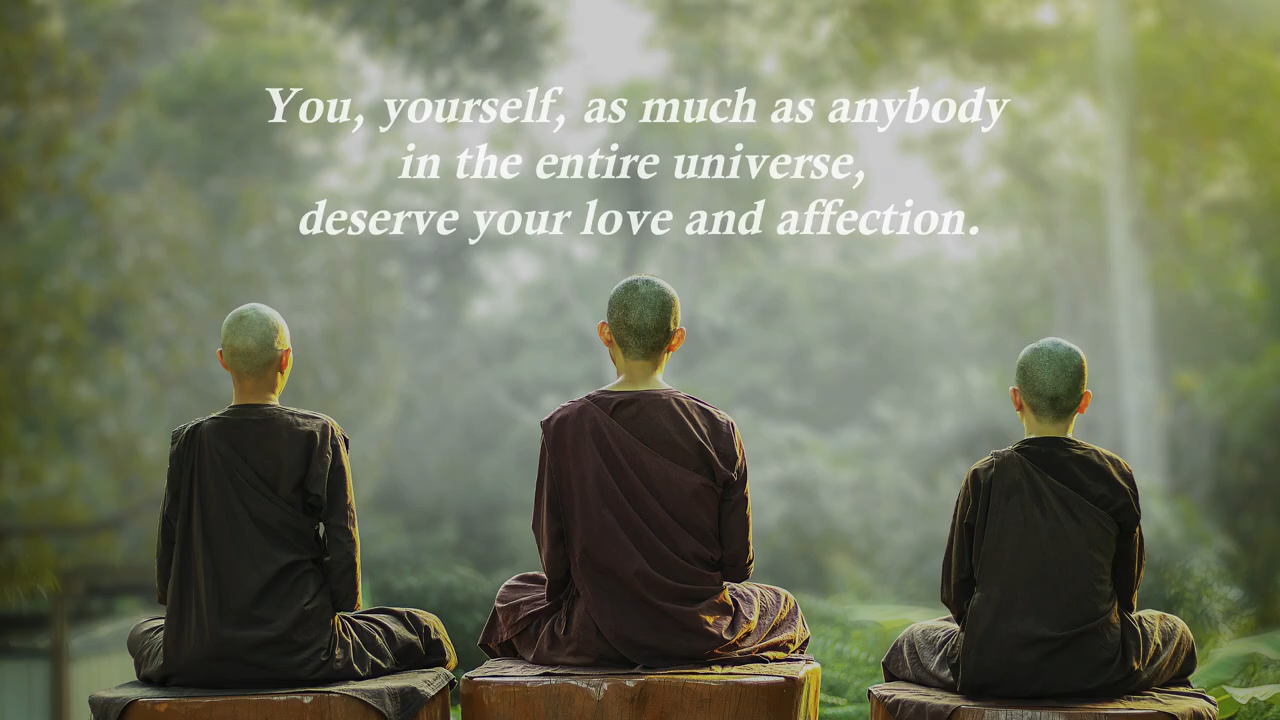 You, yourself, as much as anybody
in the entire universe,
deserve your love and affection.